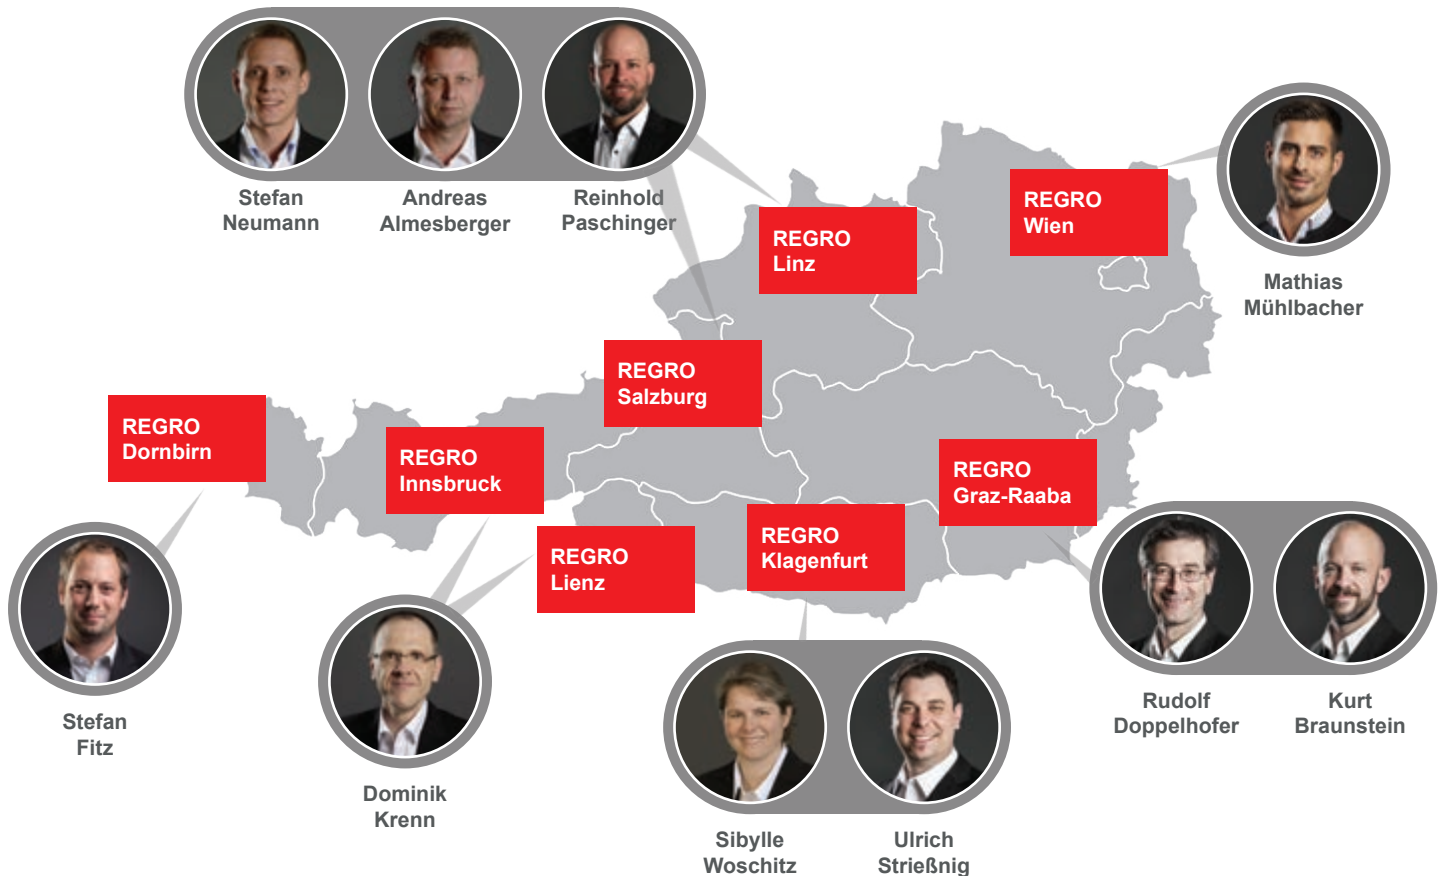 Stefan
Neumann
Andreas
Almesberger
Reinhold
Paschinger
REGRO
Linz
REGRO
Wien
Mathias
Mühlbacher
REGRO
Salzburg
REGRO
Dornbirn
REGRO
Innsbruck
REGRO
Graz-Raaba
REGRO
Lienz
REGRO
Klagenfurt
Stefan
Fitz
Dominik
Krenn
Sibylle
Woschitz
Ulrich
Strießnig
Rudolf
Doppelhofer
Kurt
Braunstein